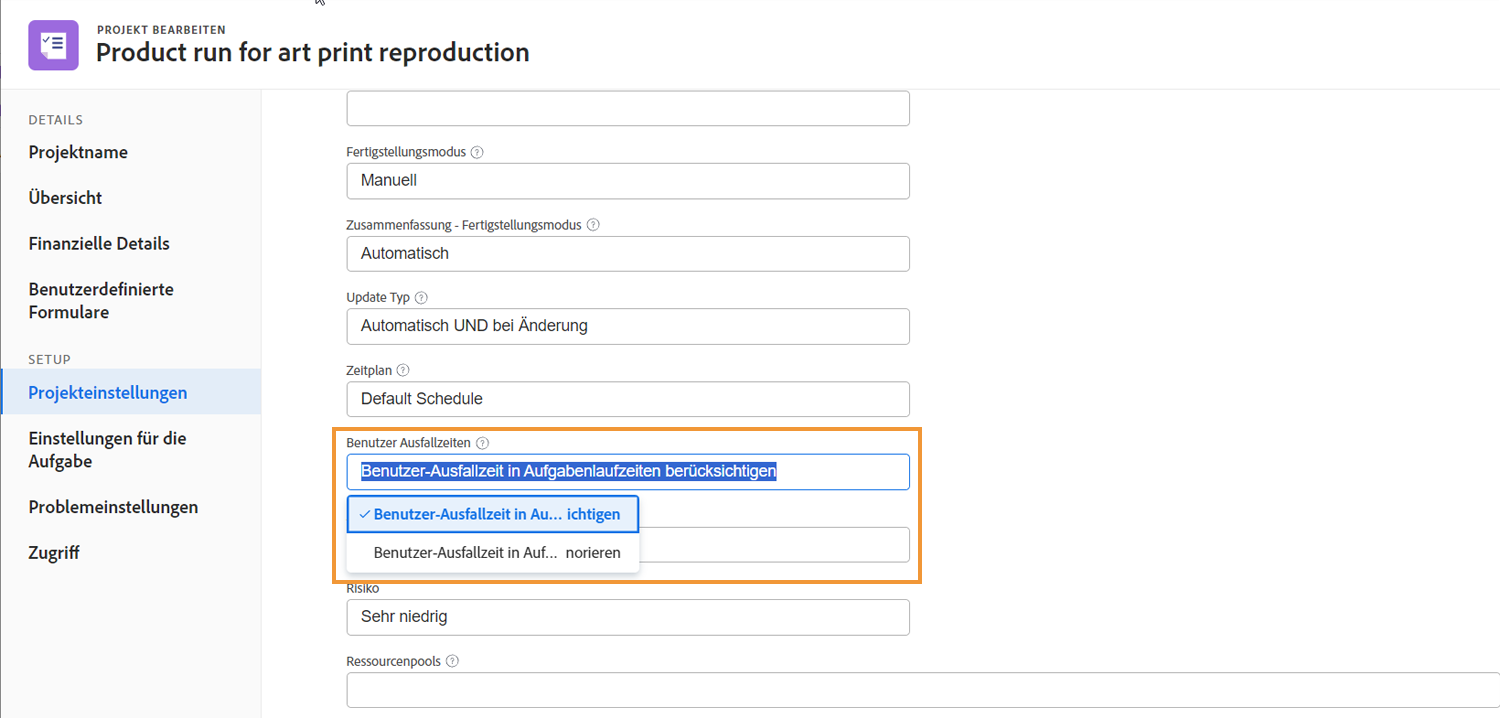 PROJEKT BEARBEITEN
Product run for art print reproduction
DETAILS
Projektname
Übersicht
Finanzielle Details
Benutzerdefinierte
Formulare
SETUP
Projekteinstellungen
Einstellungen für die
Aufgabe
Problemeinstellungen
Zugriff
Fertigstellungsmodus
Manuell
Zusammenfassung - Fertigstellungsmodus
Automatisch
Update Typ
Automatisch UND bei Änderung
Zeitplan
Default Schedule
Benutzer Ausfallzeiten
Benutzer-Ausfallzeit in Aufgabenlaufzeiten berücksichtigen
Benutzer-Ausfallzeit in Au... ichtigen
Benutzer-Ausfallzeit in Auf... norieren
Risiko
Sehr niedrig
Ressourcenpools